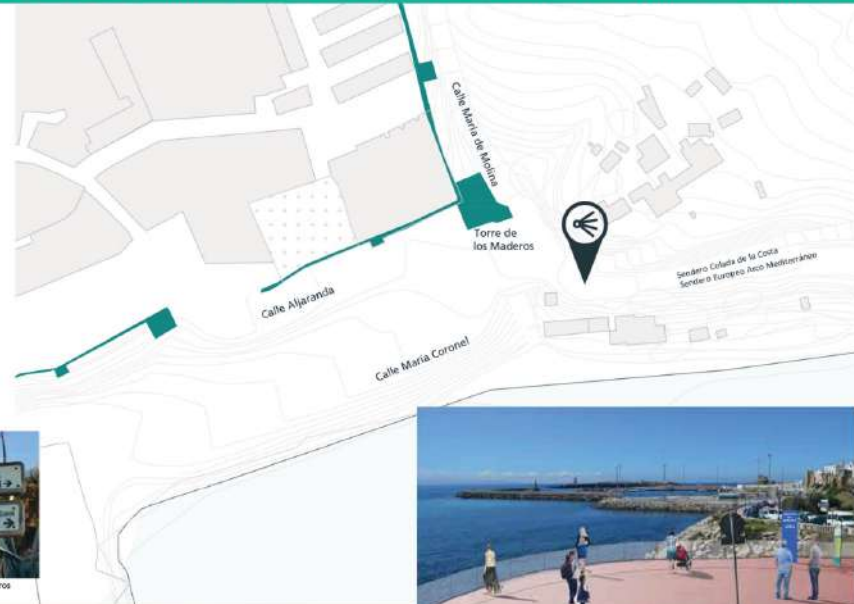 Calle María de Molina
Torre de
los Maderos
Sendero Colada de la Costa
Sendero Europeo Arco Mediterráneo
Calle Aljaranda
Calle María Coronel